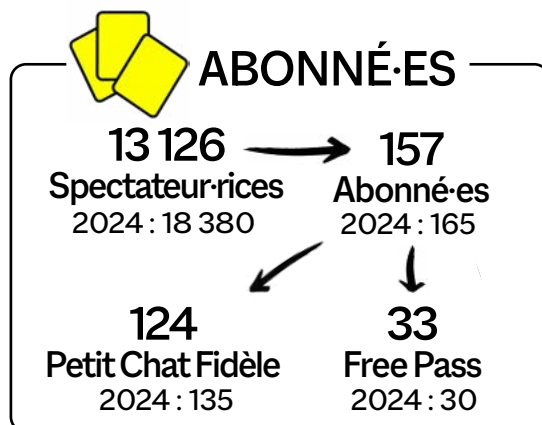 ABONNÉ·ES
13 126
Spectateur·rices
2024 : 18 380
157
Abonné·es
2024 : 165
124
Petit Chat Fidèle
2024 : 135
33
Free Pass
2024 : 30